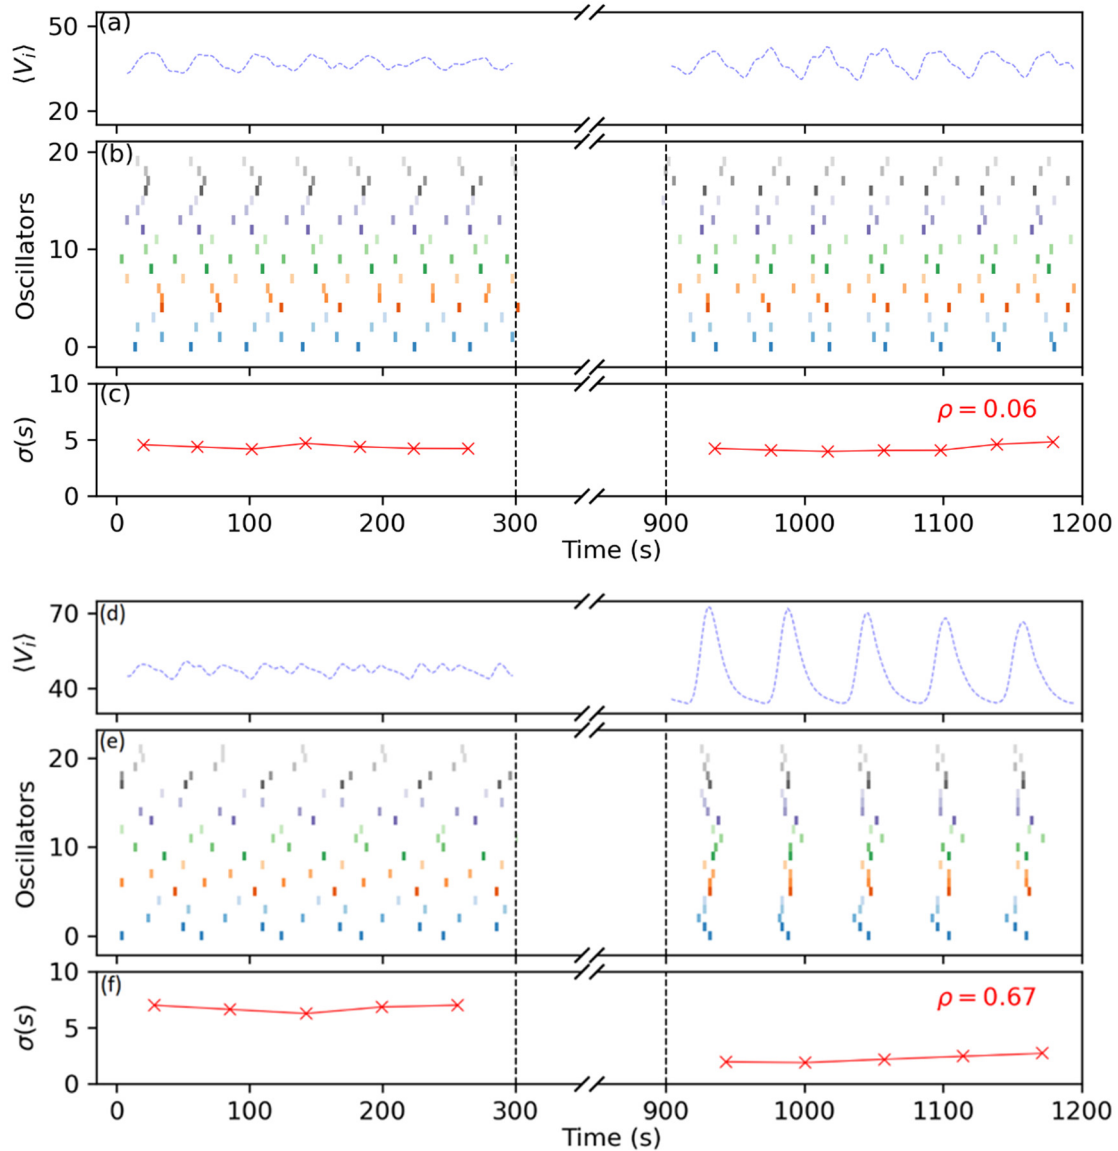 (a)
50
20
⟨Vᵢ⟩
(b)
20
10
0
Oscillators
(c)
10
5
0
σ(s)
ρ = 0.06
0 100 200 300 900 1000 1100 1200
Time (s)
(d)
70
40
⟨Vᵢ⟩
(e)
20
10
0
Oscillators
(f)
10
5
0
σ(s)
ρ = 0.67
0 100 200 300 900 1000 1100 1200
Time (s)